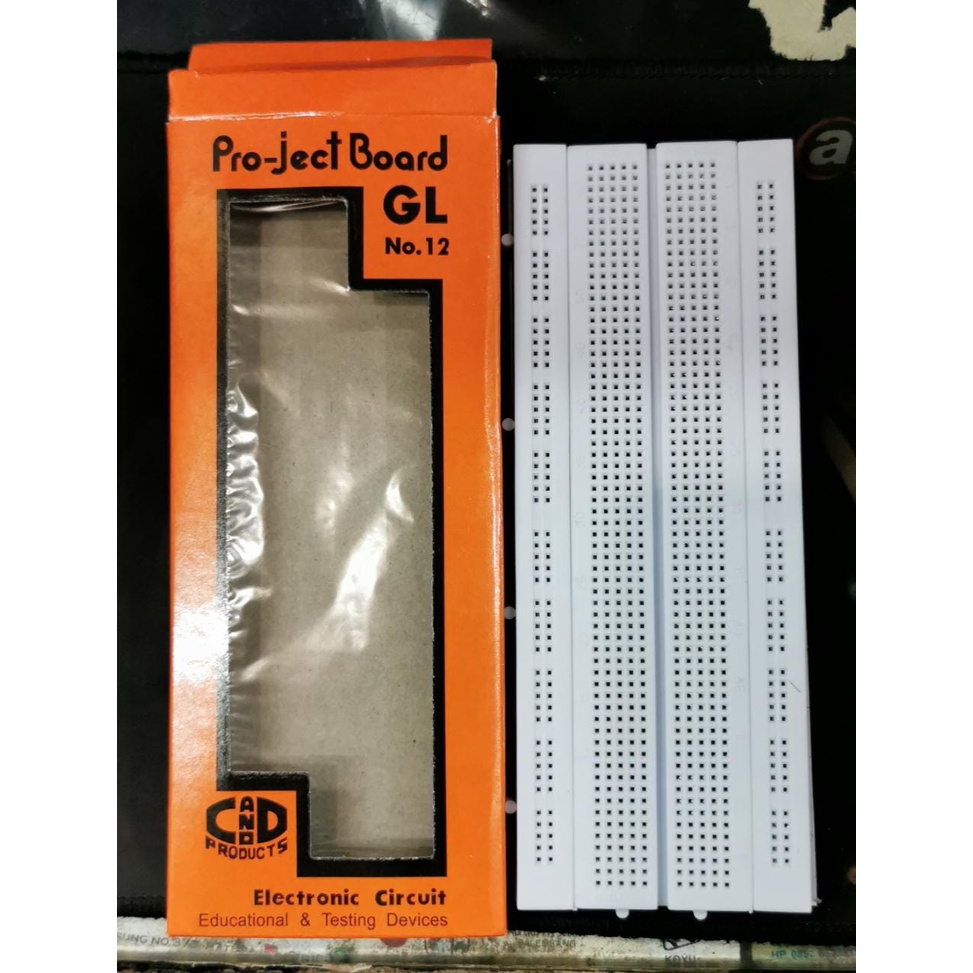 Pro-ject Board
GL
No.12
a
C AND D
PRODUCTS
Electronic Circuit
Educational & Testing Devices